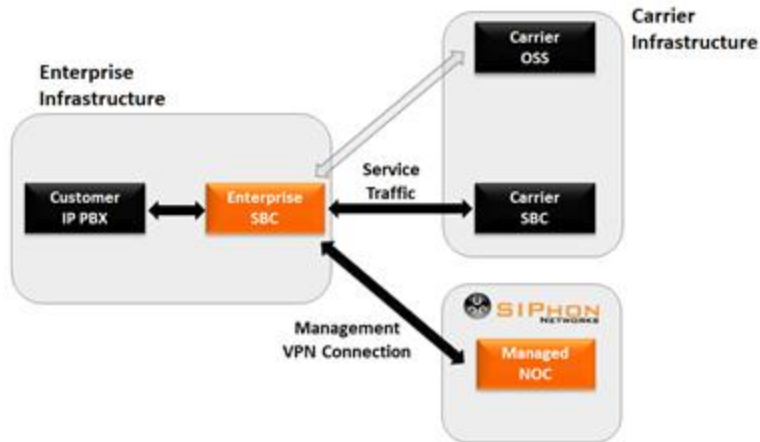 Carrier
Infrastructure
Carrier
OSS
Enterprise
Infrastructure
Customer
IP PBX
Enterprise
SBC
Service
Traffic
Carrier
SBC
Management
VPN Connection
SIPHON
NETWORKS
Managed
NOC